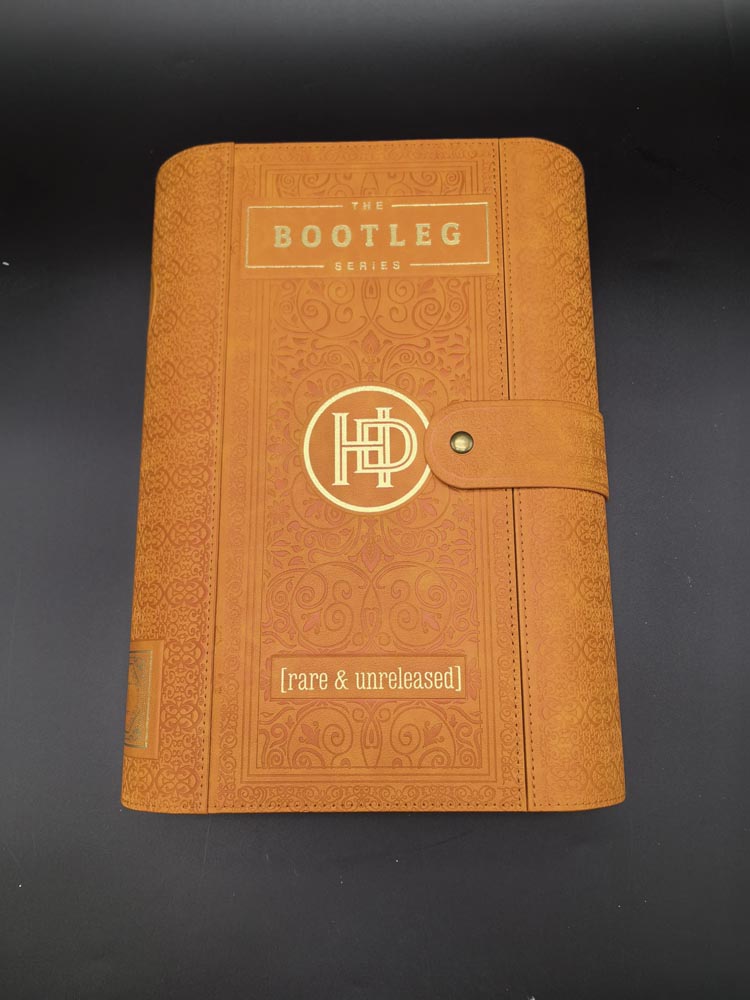 THE
BOOTLEG
SERIES
HD
[rare & unreleased]